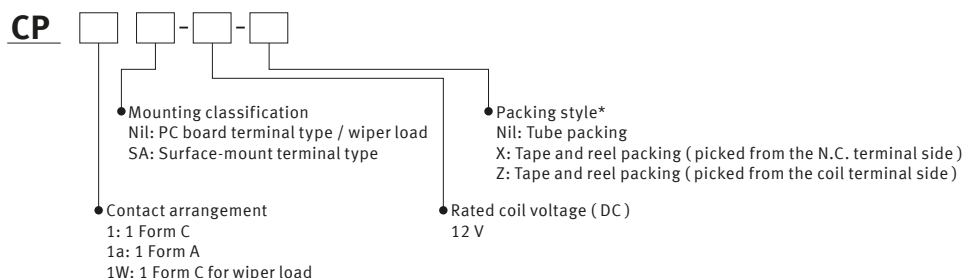 CP - -
Mounting classification
Nil: PC board terminal type / wiper load
SA: Surface-mount terminal type
Packing style*
Nil: Tube packing
X: Tape and reel packing ( picked from the N.C. terminal side )
Z: Tape and reel packing ( picked from the coil terminal side )
Contact arrangement
1: 1 Form C
1a: 1 Form A
1W: 1 Form C for wiper load
Rated coil voltage ( DC )
12 V